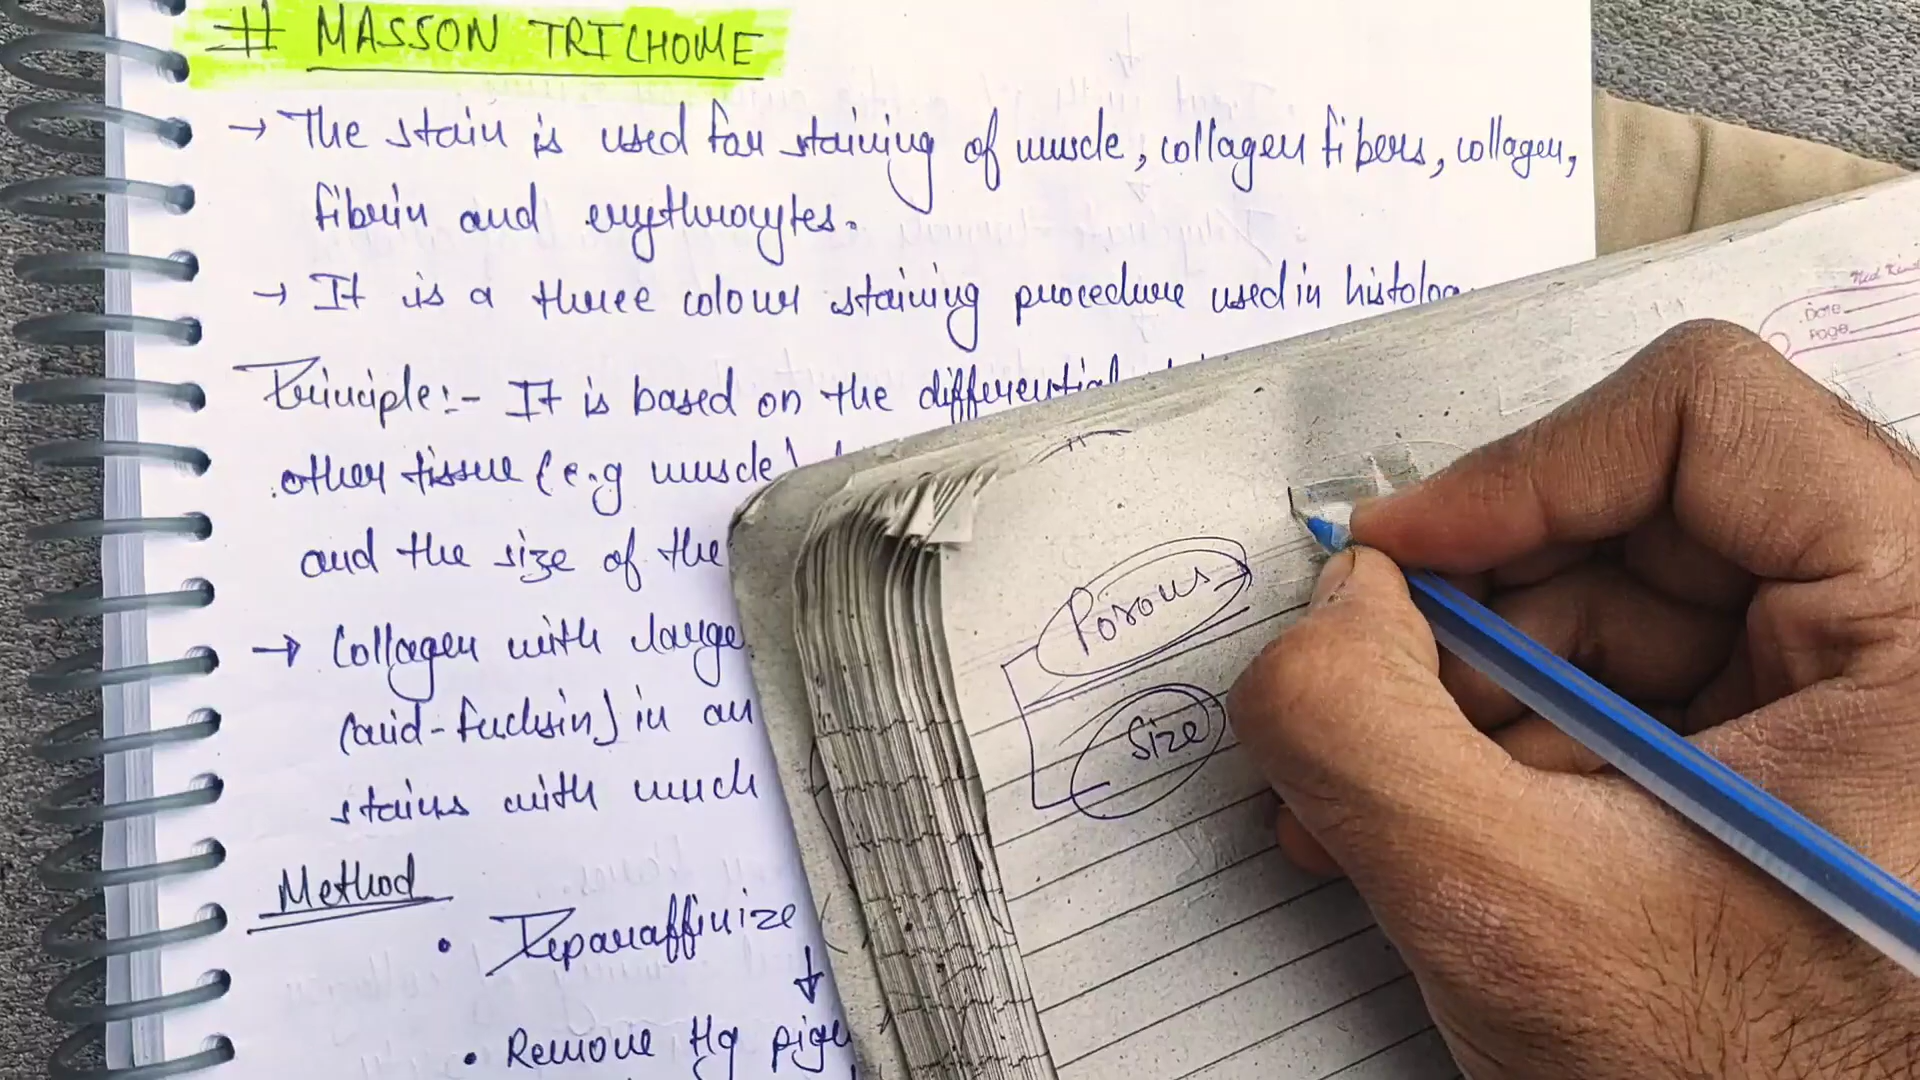 # MASSON TRICHOME
→ The stain is used for staining of muscle, collagen fibers, collagen,
fibrin and erythrocytes.
→ It is a three colour staining procedure used in
Principle:- It is based on the differential
other tissue (e.g muscle)
and the size of the
→ Collagen with large
(acid-fuchsin) in an
stains with much
Method
• Deparaffinize
↓
• Remove Hg
Date
Page
Porous
Size